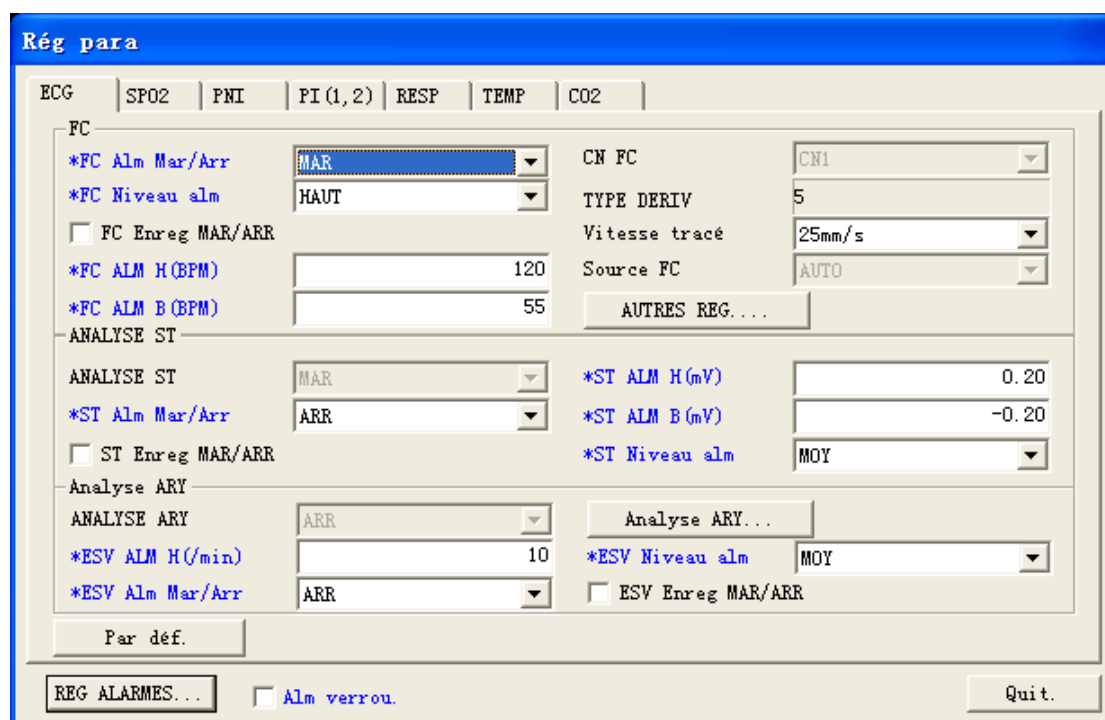 Rég para
ECG SPO2 PNI PI(1,2) RESP TEMP CO2
FC
*FC Alm Mar/Arr MAR CN FC CN1
*FC Niveau alm HAUT TYPE DERIV 5
FC Enreg MAR/ARR Vitesse tracé 25mm/s
*FC ALM H(BPM) 120 Source FC AUTO
*FC ALM B(BPM) 55 AUTRES REG....
ANALYSE ST
ANALYSE ST MAR *ST ALM H(mV) 0.20
*ST Alm Mar/Arr ARR *ST ALM B(mV) -0.20
ST Enreg MAR/ARR *ST Niveau alm MOY
Analyse ARY
ANALYSE ARY ARR Analyse ARY...
*ESV ALM H(/min) 10 *ESV Niveau alm MOY
*ESV Alm Mar/Arr ARR ESV Enreg MAR/ARR
Par déf.
REG ALARMES... Alm verrou. Quit.